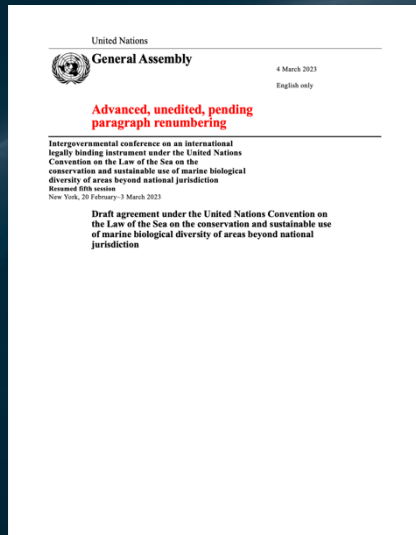 United Nations
General Assembly
4 March 2023
English only
Advanced, unedited, pending
paragraph renumbering
Intergovernmental conference on an international
legally binding instrument under the United Nations
Convention on the Law of the Sea on the
conservation and sustainable use of marine biological
diversity of areas beyond national jurisdiction
Resumed fifth session
New York, 20 February–3 March 2023
Draft agreement under the United Nations Convention on
the Law of the Sea on the conservation and sustainable use
of marine biological diversity of areas beyond national
jurisdiction